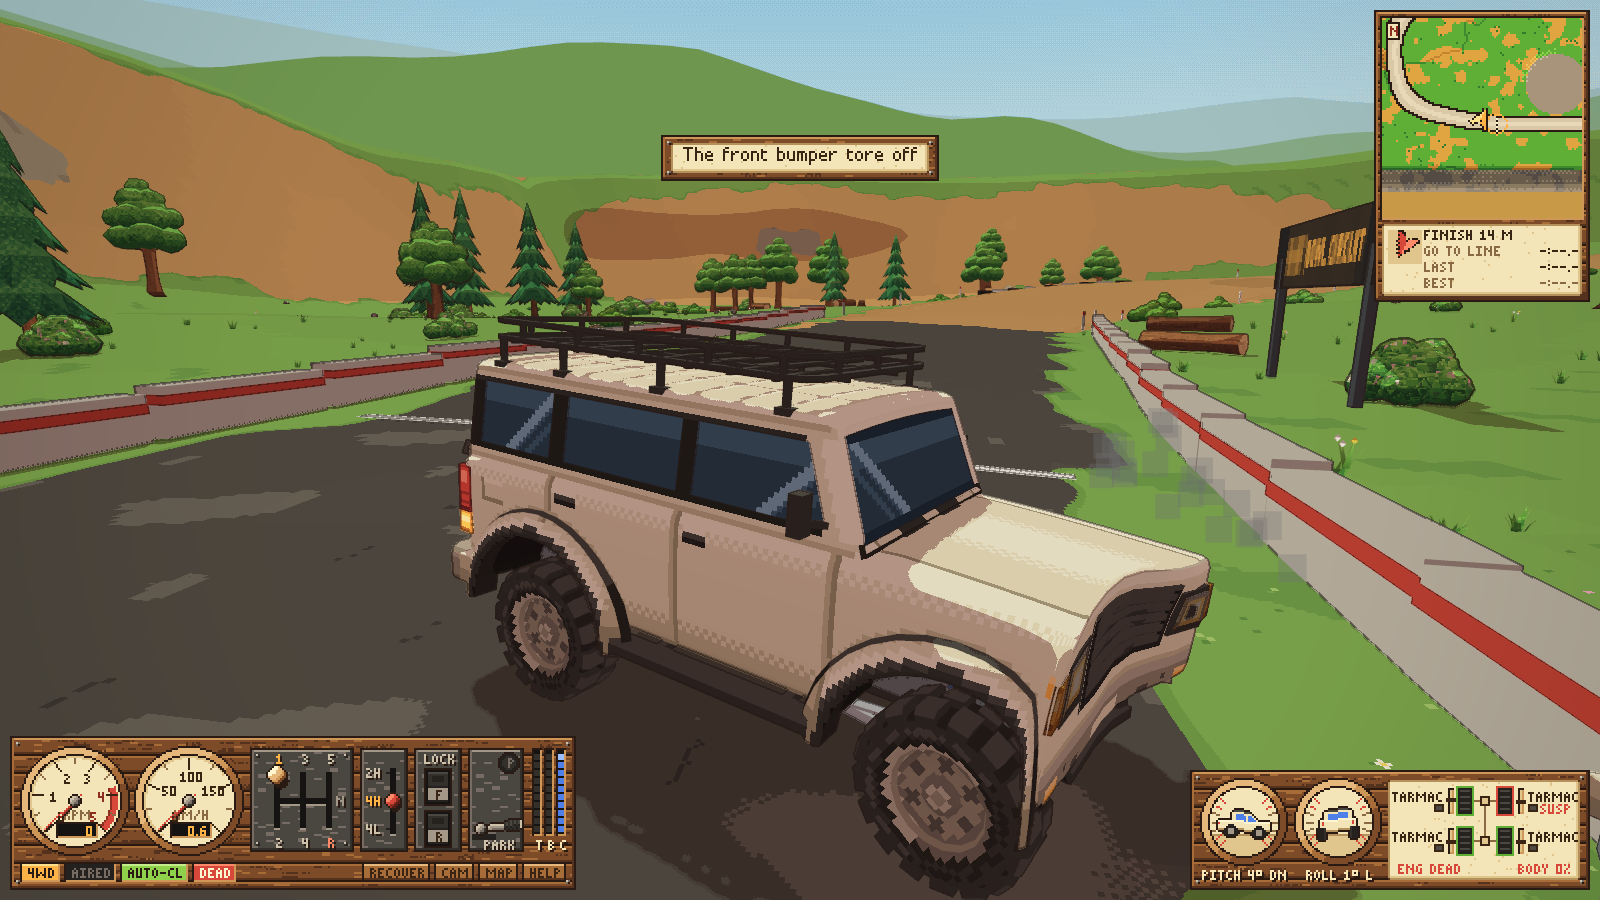 The front bumper tore off
N
FINISH 14 M
GO TO LINE -:--.-
LAST -:--.-
BEST -:--.-
1 2 3 4
RPM
0
50 100 150
KM/H
0.6
1 3 5
N
2 4 R
2H
4H
4L
LOCK
F
R
P
PARK
T B C
4WD AIRED AUTO-CL DEAD
RECOVER CAM MAP HELP
PITCH 4° DN ROLL 1° L
TARMAC TARMAC
SUSP
TARMAC TARMAC
ENG DEAD BODY 0%